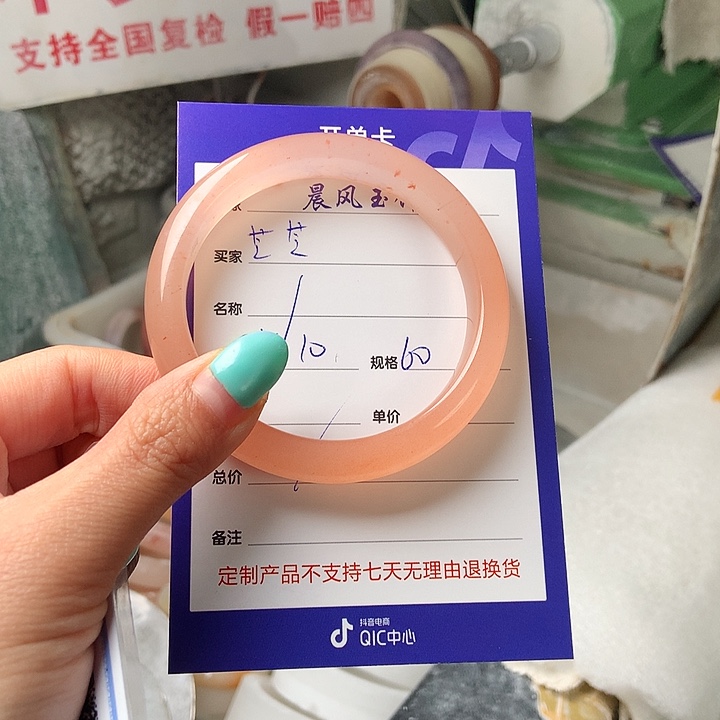 支持全国复检 假一赔四
开单卡
晨风玉
买家 芝芝
名称
10 规格 60
单价
总价
备注
定制产品不支持七天无理由退换货
抖音电商
QIC中心